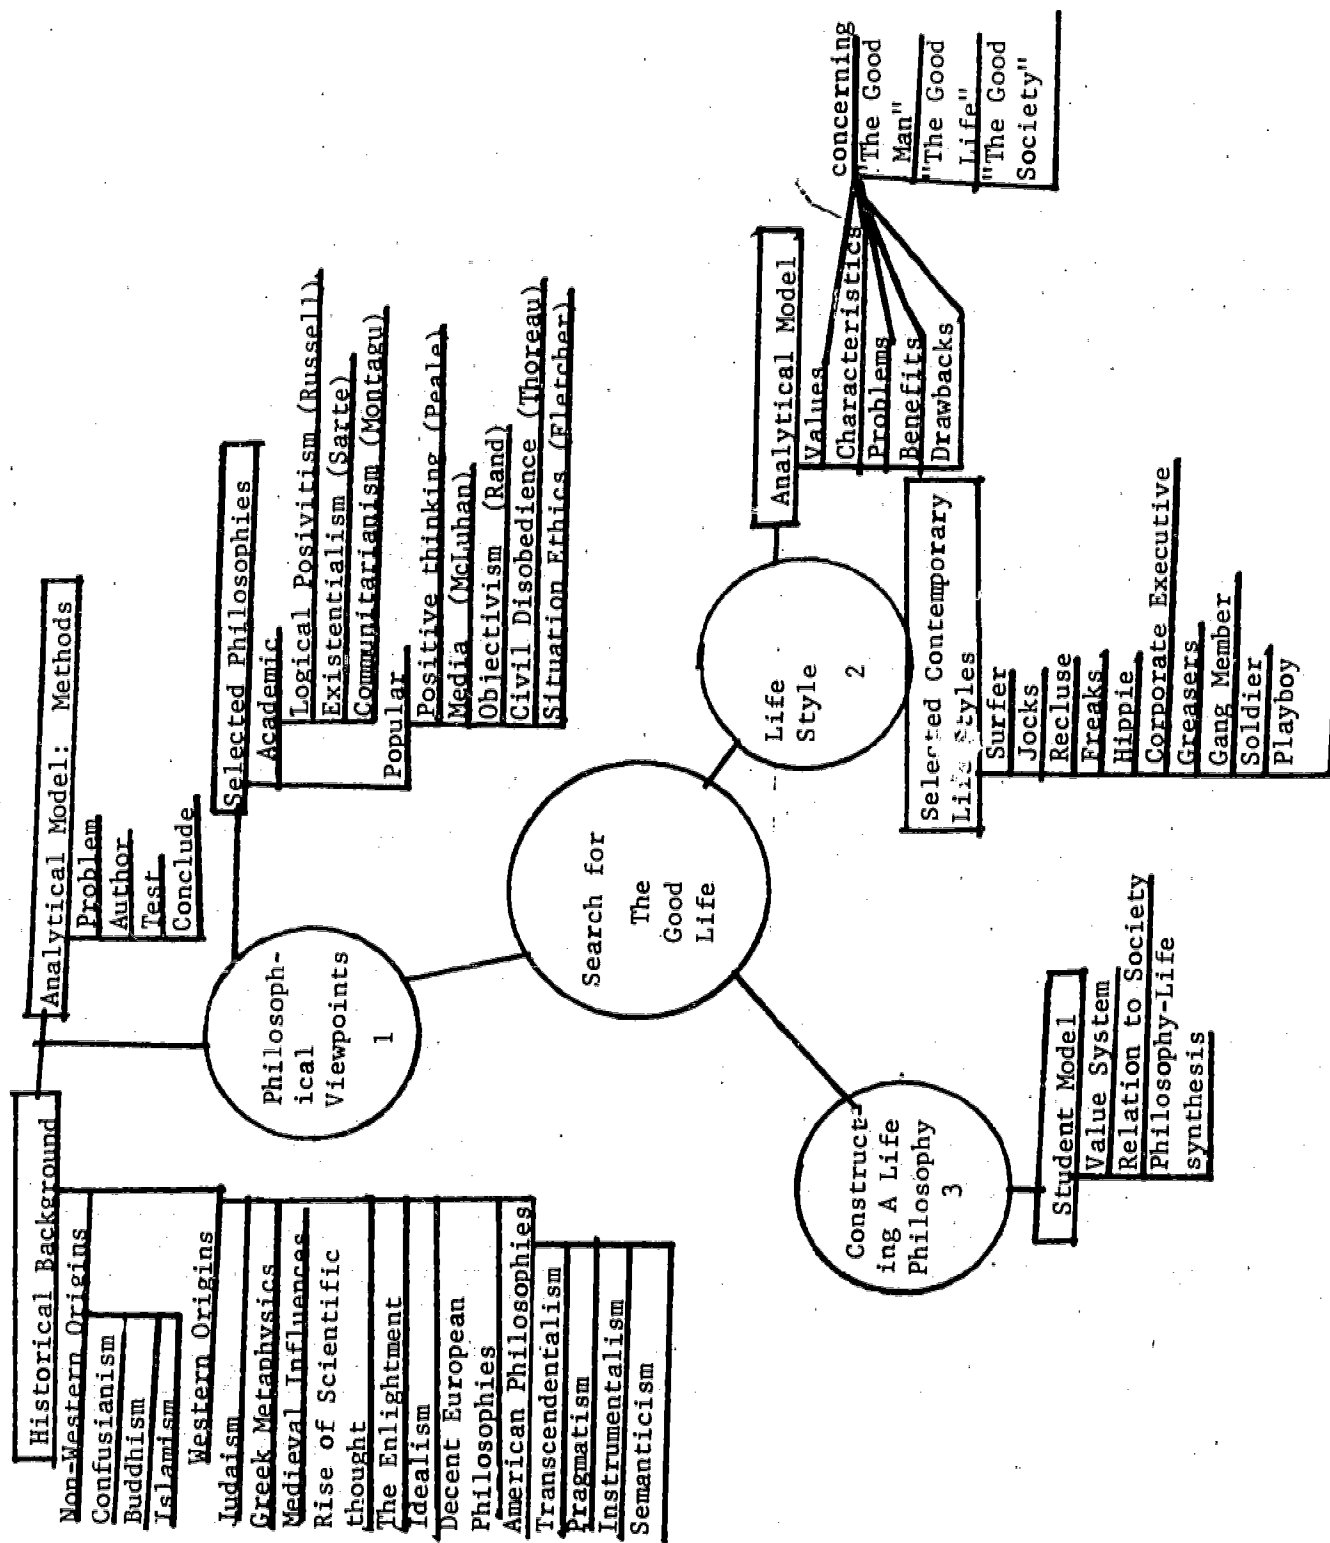 Historical Background
Non-Western Origins
Confusianism
Buddhism
Islamism
Western Origins
Judaism
Greek Metaphysics
Medieval Influences
Rise of Scientific
thought
The Enlightment
Idealism
Decent European
Philosophies
American Philosophies
Transcendentalism
Pragmatism
Instrumentalism
Semanticism
Analytical Model: Methods
Problem
Author
Test
Conclude
Philosoph-
ical
Viewpoints
1
Selected Philosophies
Academic
Logical Positivitism (Russell)
Existentialism (Sarte)
Communitarianism (Montagu)
Popular
Positive thinking (Peale)
Media (McLuhan)
Objectivism (Rand)
Civil Disobedience (Thoreau)
Situation Ethics (Fletcher)
Search for
The
Good
Life
Life
Style
2
Analytical Model
Values
Characteristics
Problems
Benefits
Drawbacks
concerning
"The Good
Man"
"The Good
Life"
"The Good
Society"
Selected Contemporary
Life Styles
Surfer
Jocks
Recluse
Freaks
Hippie
Corporate Executive
Greasers
Gang Member
Soldier
Playboy
Construct-
ing A Life
Philosophy
3
Student Model
Value System
Relation to Society
Philosophy-Life
synthesis